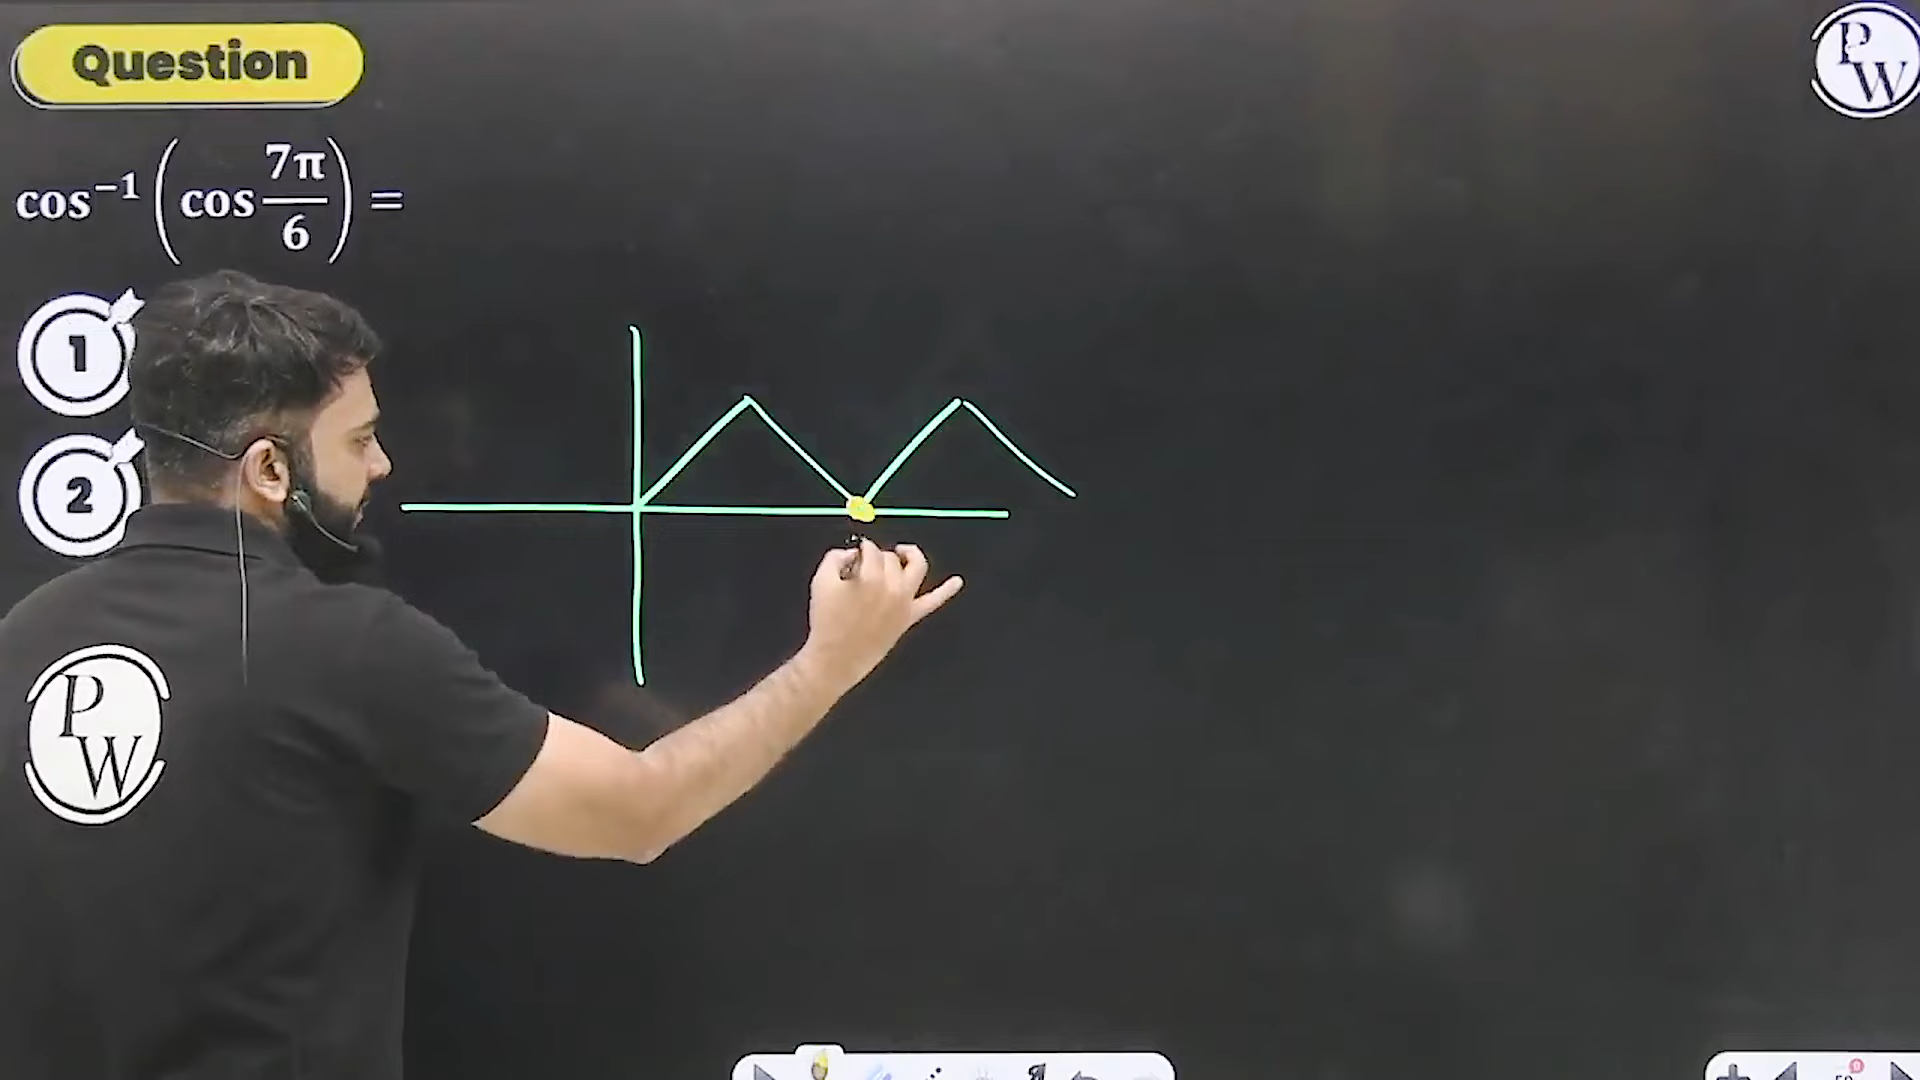 Question
PW
cos⁻¹(cos 7π/6) =
1
2
PW